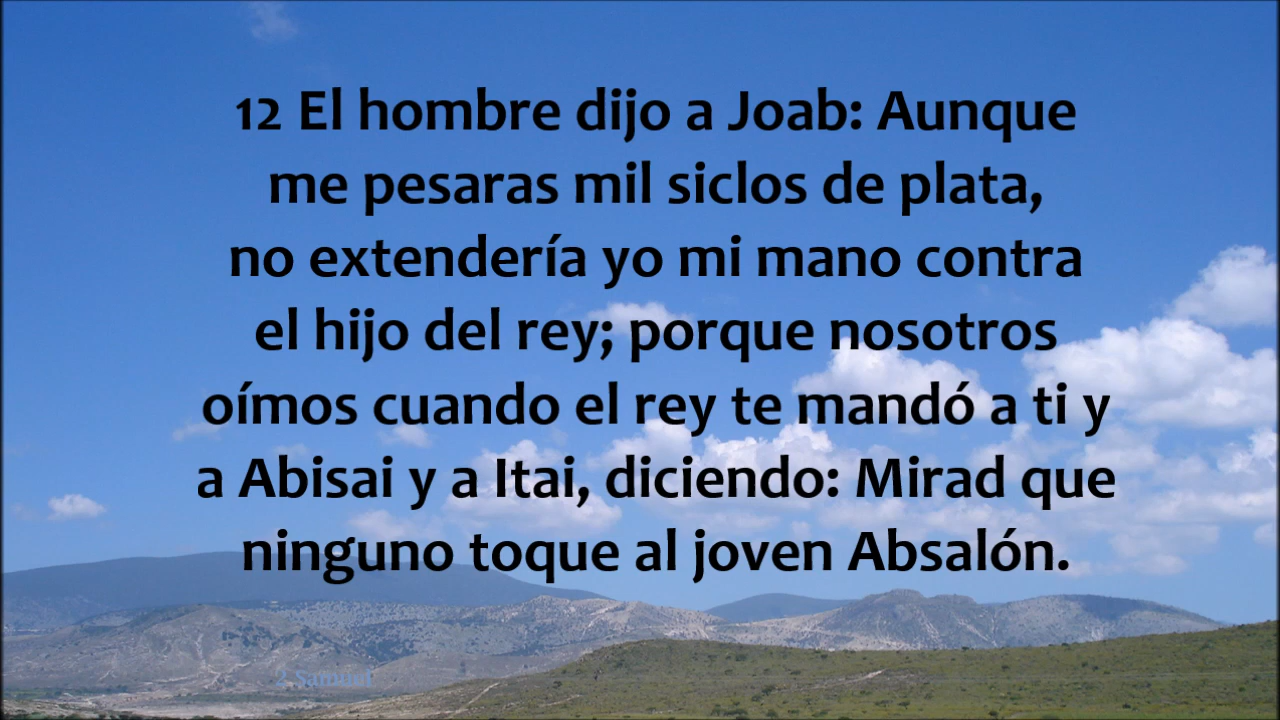 12 El hombre dijo a Joab: Aunque
me pesaras mil siclos de plata,
no extendería yo mi mano contra
el hijo del rey; porque nosotros
oímos cuando el rey te mandó a ti y
a Abisai y a Itai, diciendo: Mirad que
ninguno toque al joven Absalón.
2 Samuel